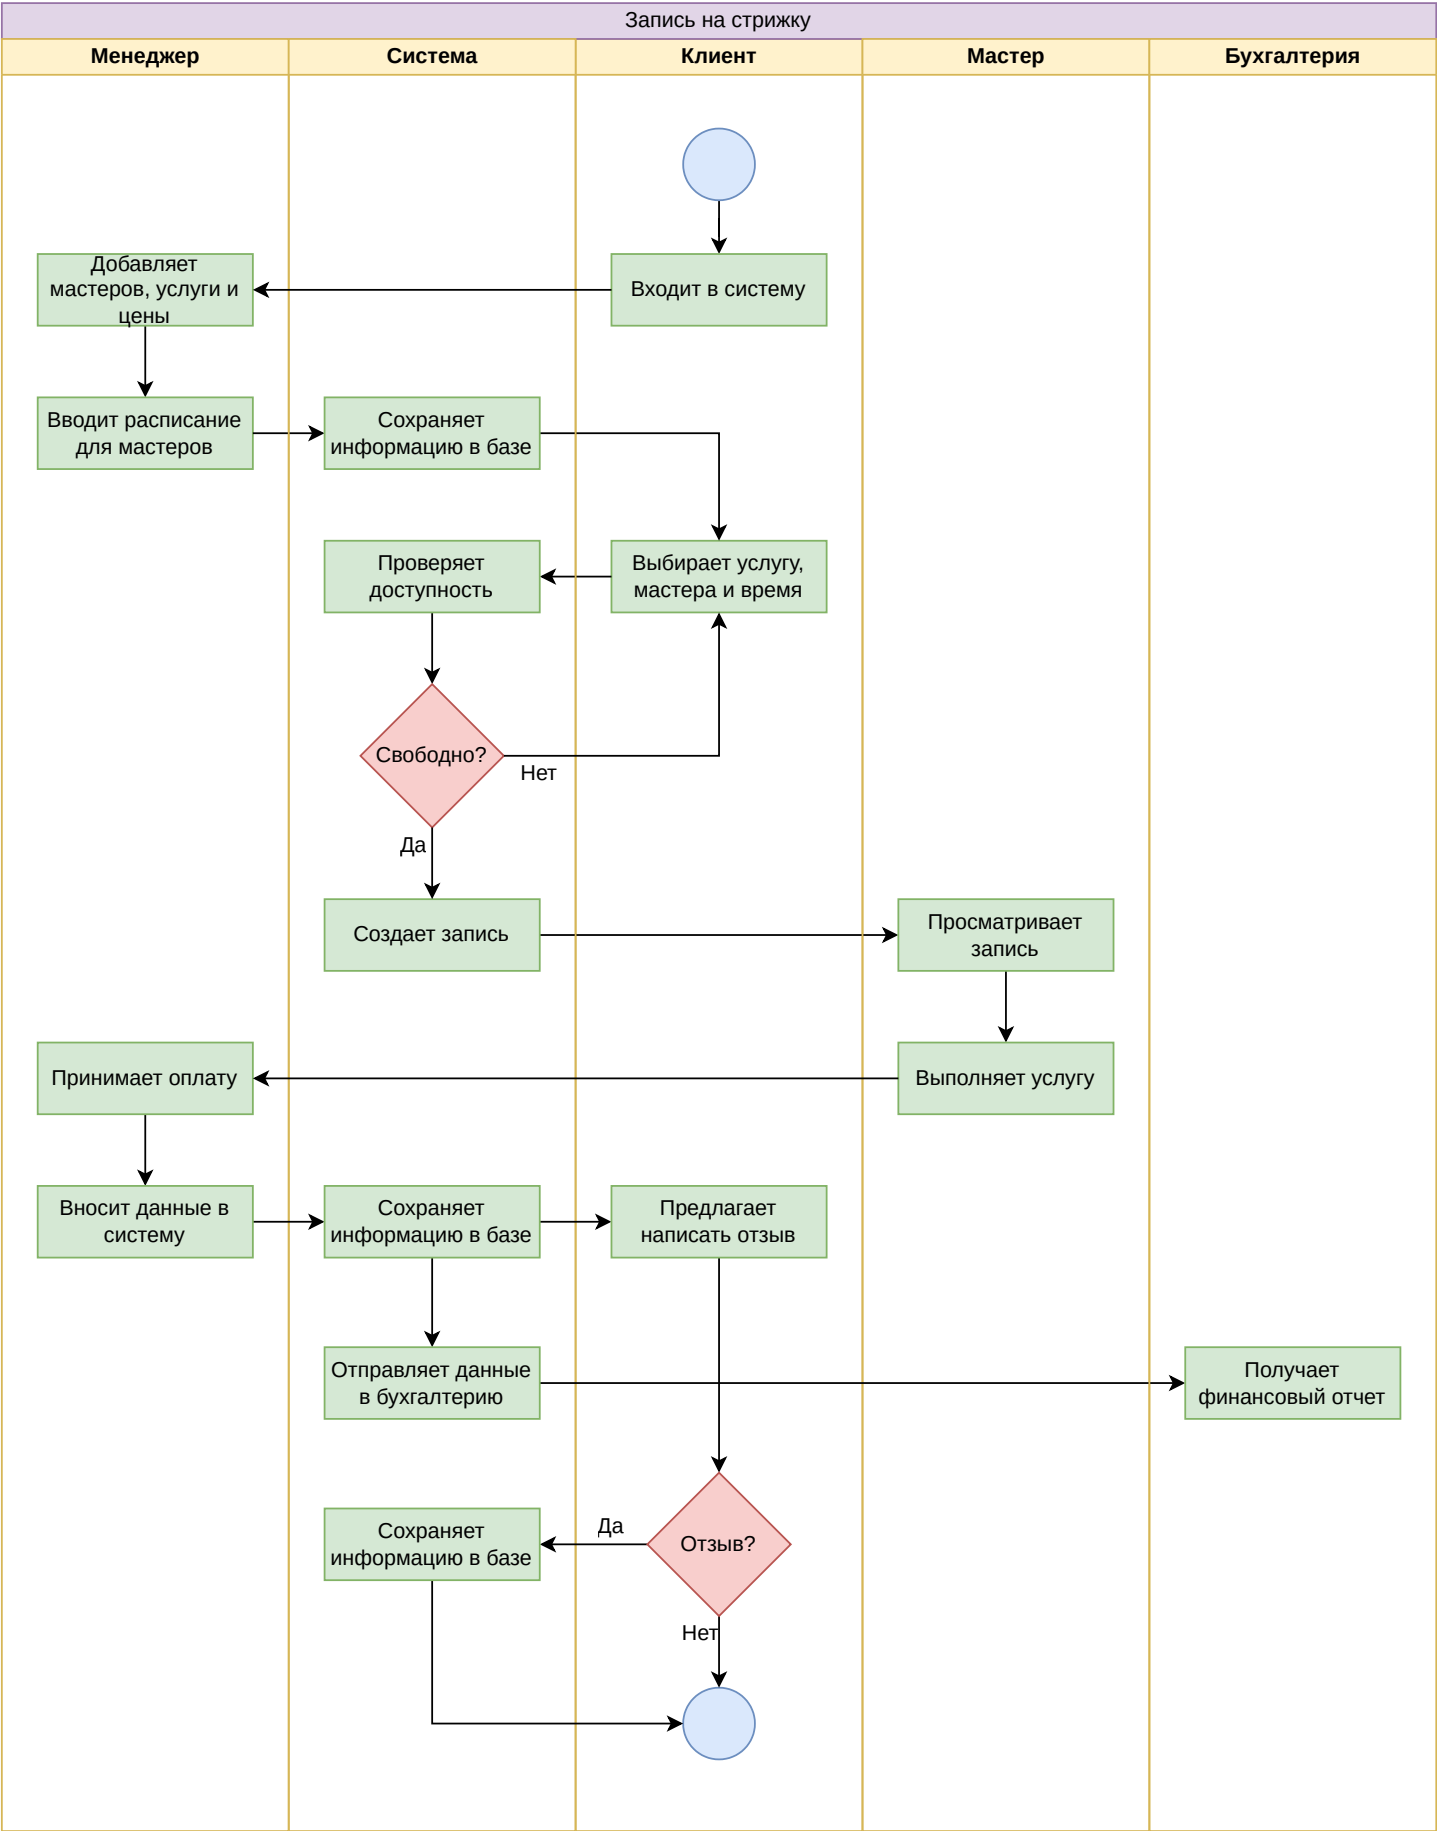 Запись на стрижку
Менеджер
Система
Клиент
Мастер
Бухгалтерия
Добавляет
мастеров, услуги и
цены
Входит в систему
Вводит расписание
для мастеров
Сохраняет
информацию в базе
Проверяет
доступность
Выбирает услугу,
мастера и время
Свободно?
Нет
Да
Создает запись
Просматривает
запись
Принимает оплату
Выполняет услугу
Вносит данные в
систему
Сохраняет
информацию в базе
Предлагает
написать отзыв
Отправляет данные
в бухгалтерию
Получает
финансовый отчет
Сохраняет
информацию в базе
Да
Отзыв?
Нет